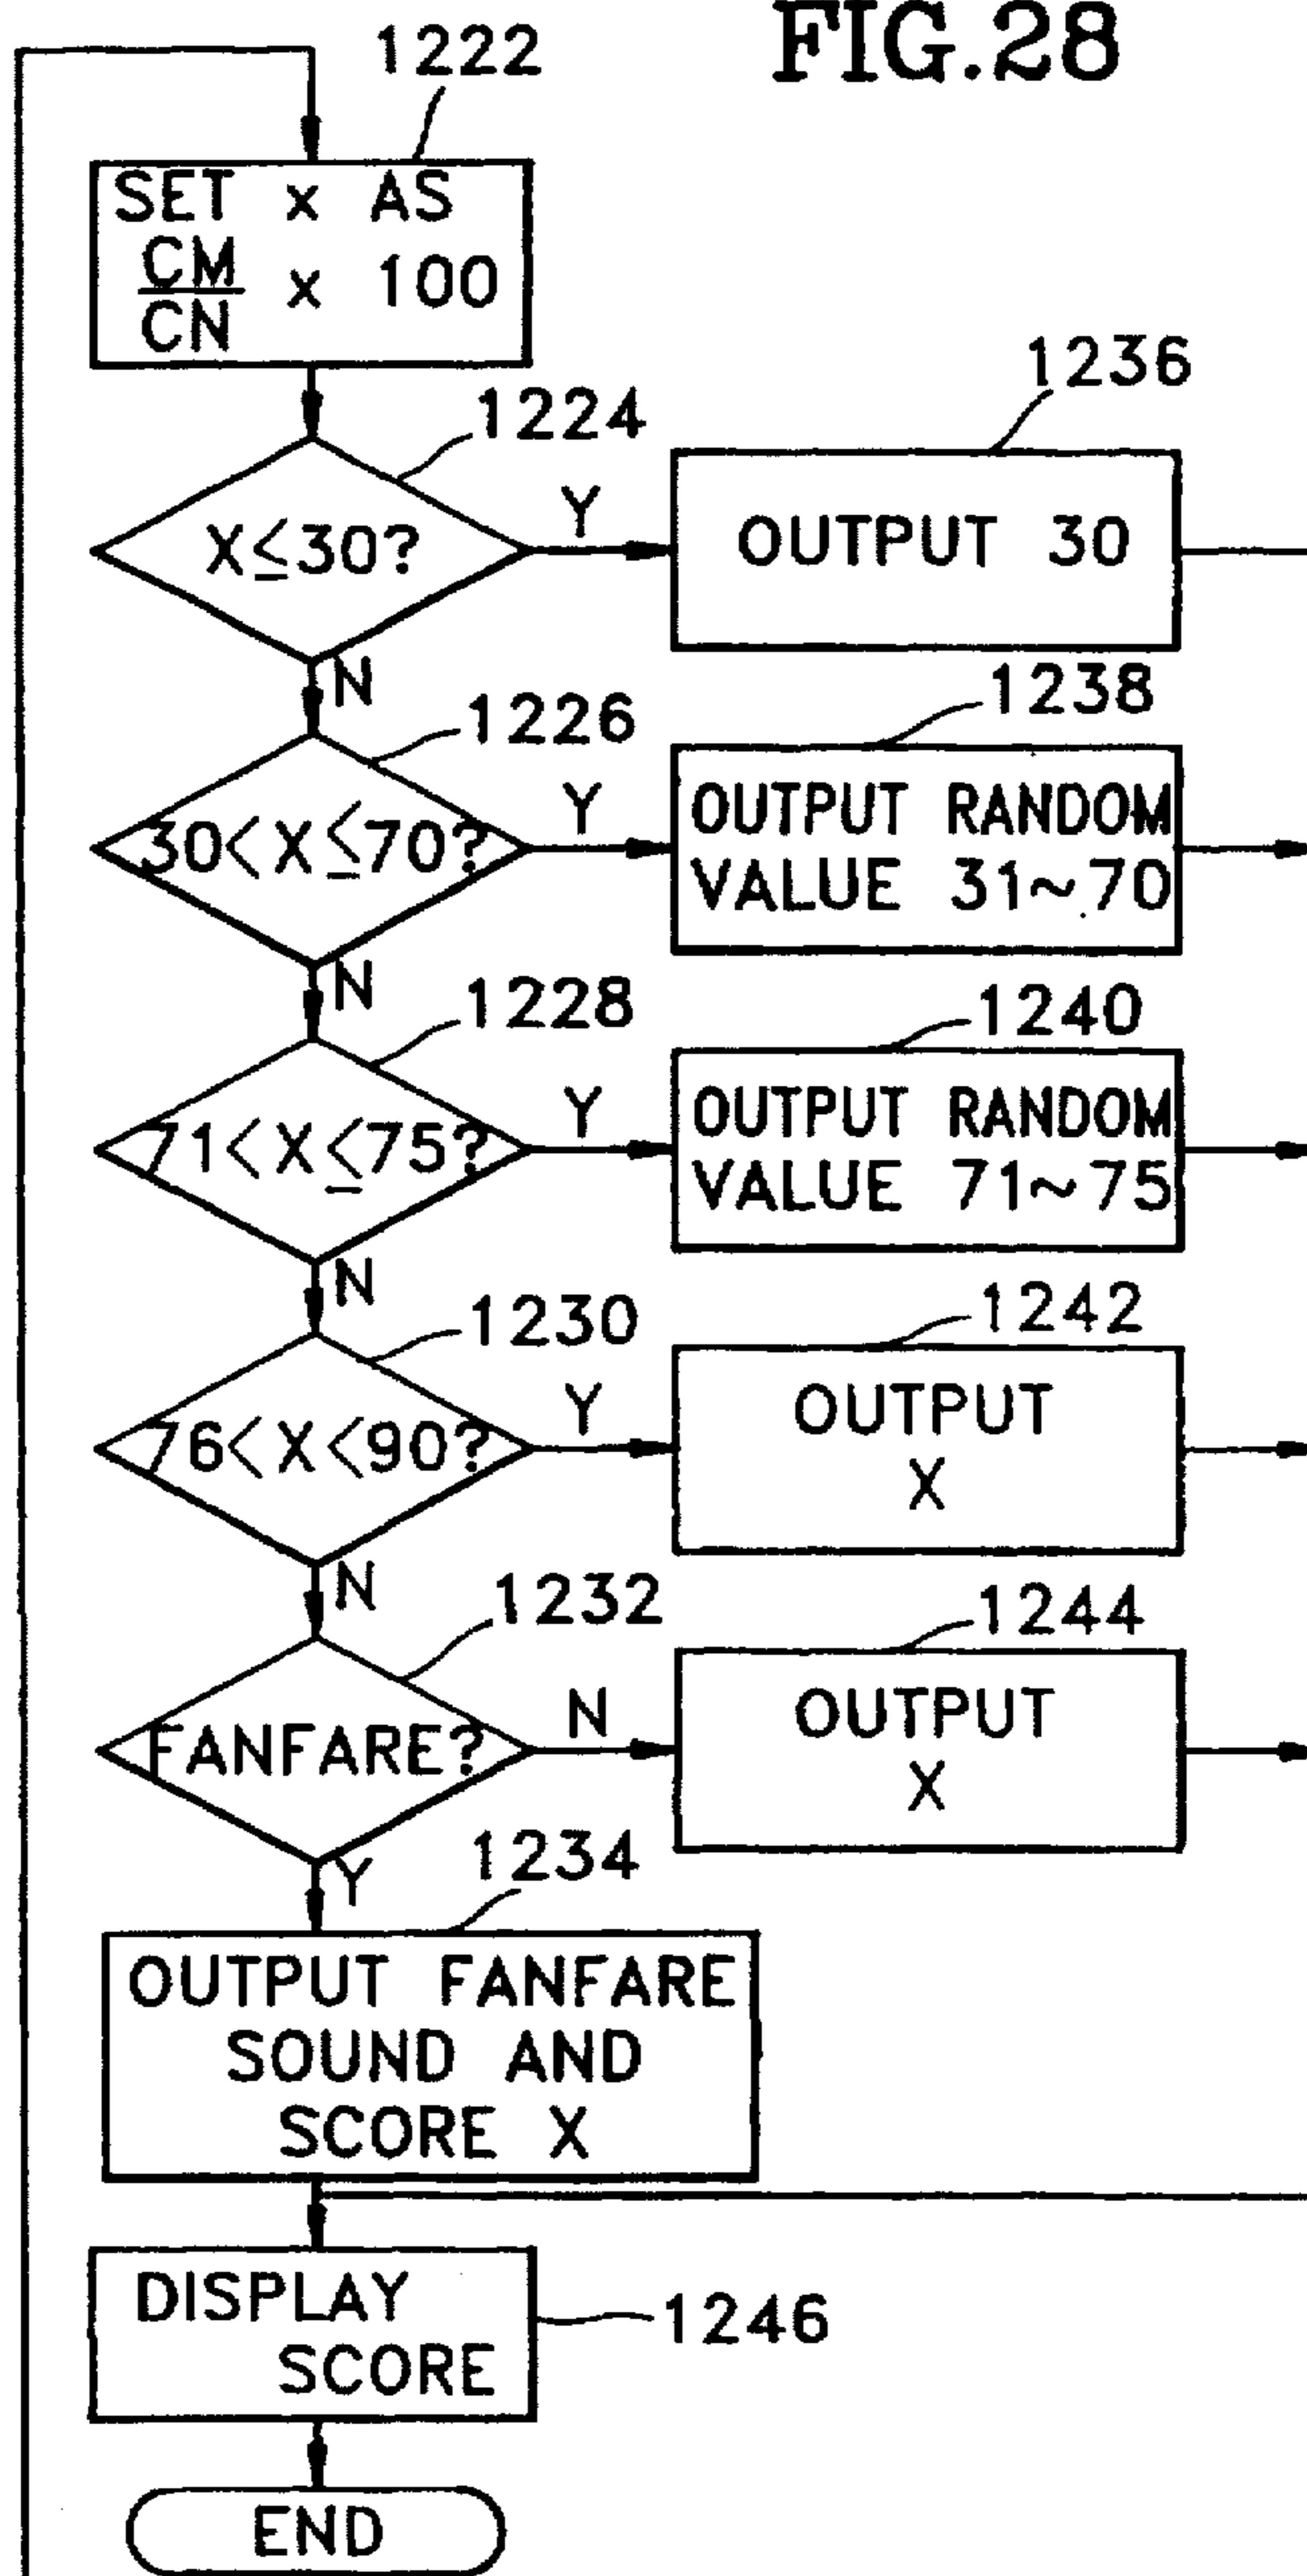 FIG.28
1222
SET x AS
CM
CN
x 100
1224
X≤30?
Y
1236
OUTPUT 30
N
1226
30<X≤70?
Y
1238
OUTPUT RANDOM
VALUE 31~70
N
1228
71<X≤75?
Y
1240
OUTPUT RANDOM
VALUE 71~75
N
1230
76<X<90?
Y
1242
OUTPUT
X
N
1232
FANFARE?
N
1244
OUTPUT
X
Y
1234
OUTPUT FANFARE
SOUND AND
SCORE X
DISPLAY
SCORE
1246
END